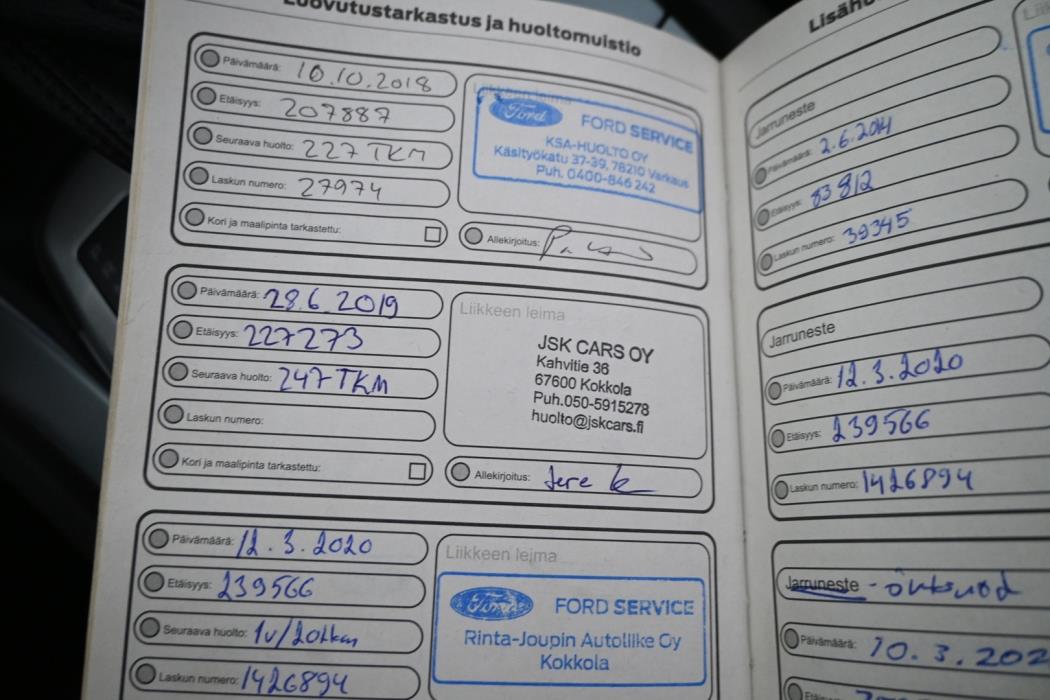 Luovutustarkastus ja huoltomuistio
Päivämäärä: 10.10.2018
Etäisyys: 207887
Seuraava huolto: 227 TKM
Laskun numero: 27974
Kori ja maalipinta tarkastettu:
Liikkeen leima
Ford FORD SERVICE
KSA-HUOLTO OY
Käsityökatu 37-39, 78210 Varkaus
Puh. 0400-846 242
Allekirjoitus:
Päivämäärä: 28.6.2019
Etäisyys: 227273
Seuraava huolto: 247 TKM
Laskun numero:
Kori ja maalipinta tarkastettu:
Liikkeen leima
JSK CARS OY
Kahvitie 36
67600 Kokkola
Puh.050-5915278
huolto@jskcars.fi
Allekirjoitus: Jere K
Päivämäärä: 12.3.2020
Etäisyys: 239566
Seuraava huolto: 1v/20tkm
Laskun numero: 1426894
Liikkeen leima
Ford FORD SERVICE
Rinta-Joupin Autoliike Oy
Kokkola
Jarruneste
Päivämäärä: 2.6.2014
Etäisyys: 83812
Laskun numero: 39345
Jarruneste
Päivämäärä: 12.3.2020
Etäisyys: 239566
Laskun numero: 1426894
Jarruneste -
Päivämäärä: 10.3.202
Etäisyys: